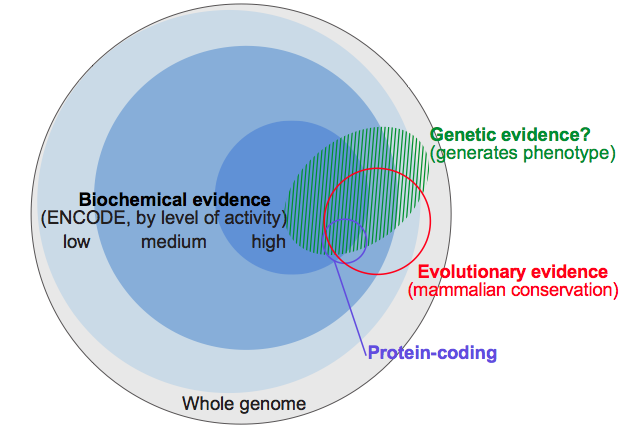 Genetic evidence?
(generates phenotype)
Biochemical evidence
(ENCODE, by level of activity)
low medium high
Evolutionary evidence
(mammalian conservation)
Protein-coding
Whole genome